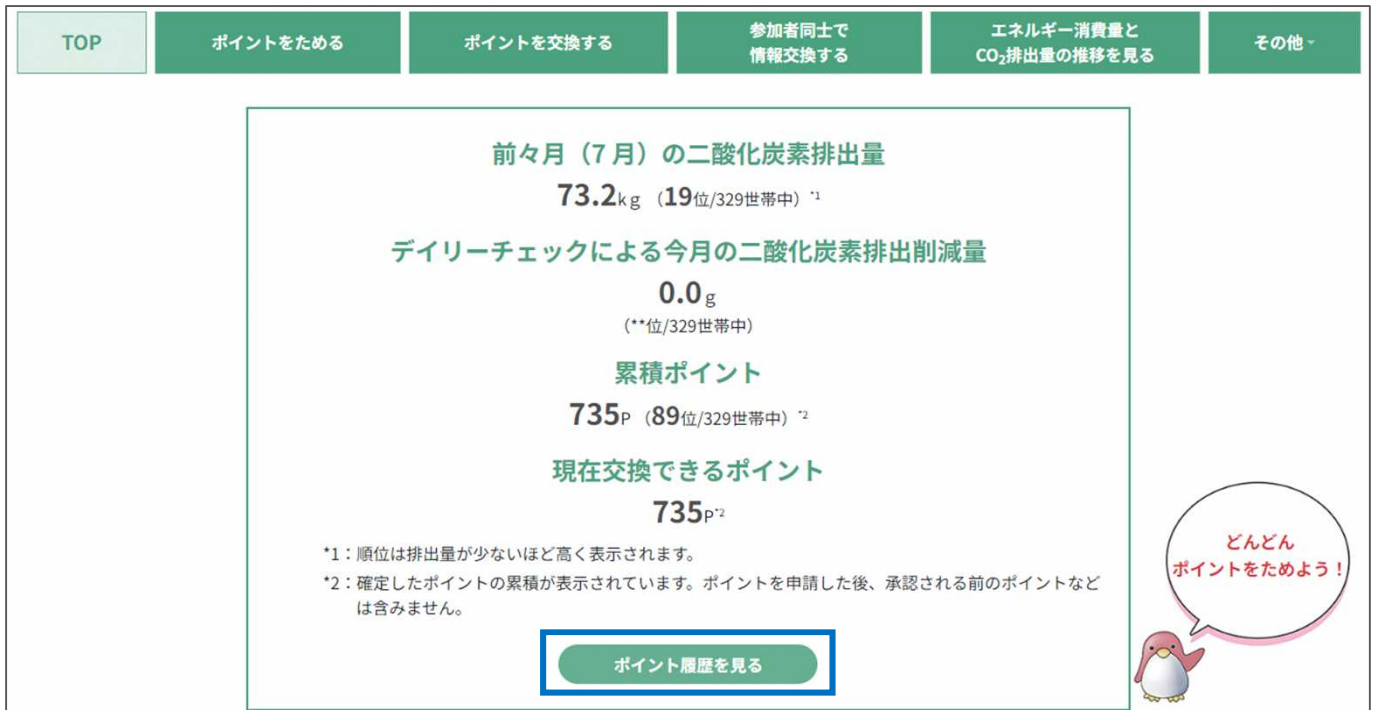 TOP
ポイントをためる
ポイントを交換する
参加者同士で
情報交換する
エネルギー消費量と
CO₂排出量の推移を見る
その他
前々月（7月）の二酸化炭素排出量
73.2kg （19位/329世帯中）*1
デイリーチェックによる今月の二酸化炭素排出削減量
0.0g
（**位/329世帯中）
累積ポイント
735P （89位/329世帯中）*2
現在交換できるポイント
735P*2
*1：順位は排出量が少ないほど高く表示されます。
*2：確定したポイントの累積が表示されています。ポイントを申請した後、承認される前のポイントなど
は含みません。
ポイント履歴を見る
どんどん
ポイントをためよう！